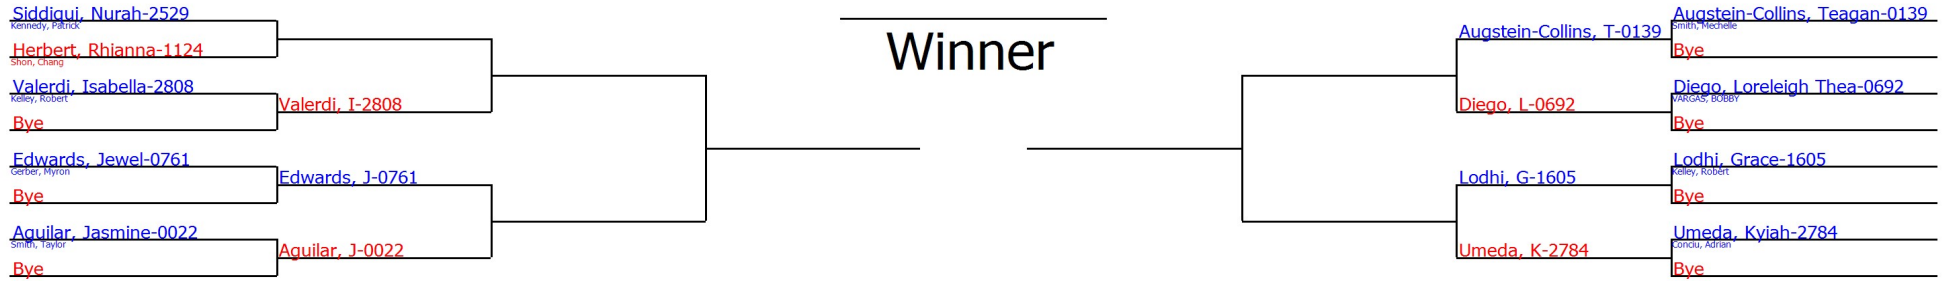 Siddiqui, Nurah-2529
Kennedy, Patrick
Herbert, Rhianna-1124
Shon, Chang
Valerdi, Isabella-2808
Kelley, Robert
Bye
Edwards, Jewel-0761
Gerber, Myron
Bye
Aguilar, Jasmine-0022
Smith, Taylor
Bye
Valerdi, I-2808
Edwards, J-0761
Aguilar, J-0022
Winner
Augstein-Collins, T-0139
Diego, L-0692
Lodhi, G-1605
Umeda, K-2784
Augstein-Collins, Teagan-0139
Smith, Mechelle
Bye
Diego, Loreleigh Thea-0692
VARGAS, BOBBY
Bye
Lodhi, Grace-1605
Kelley, Robert
Bye
Umeda, Kyiah-2784
Conciu, Adrian
Bye